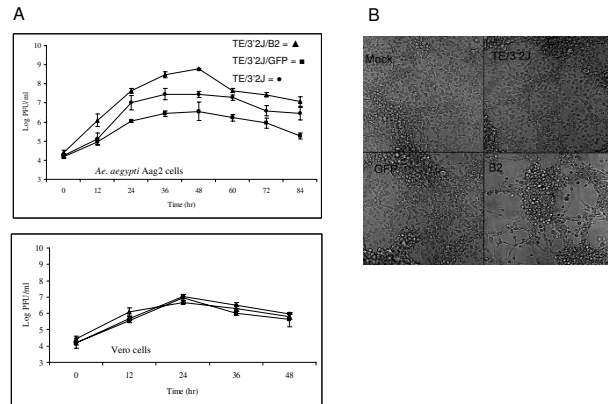 A
TE/3'2J/B2 = ▲
TE/3'2J/GFP = ■
TE/3'2J = ●
Log PFU/ml
10
9
8
7
6
5
4
3
0 12 24 36 48 60 72 84
Ae. aegypti Aag2 cells
Time (hr)
Log PFU/ml
10
9
8
7
6
5
4
3
0 12 24 36 48
Vero cells
Time (hr)
B
Mock TE/3'2J
GFP B2